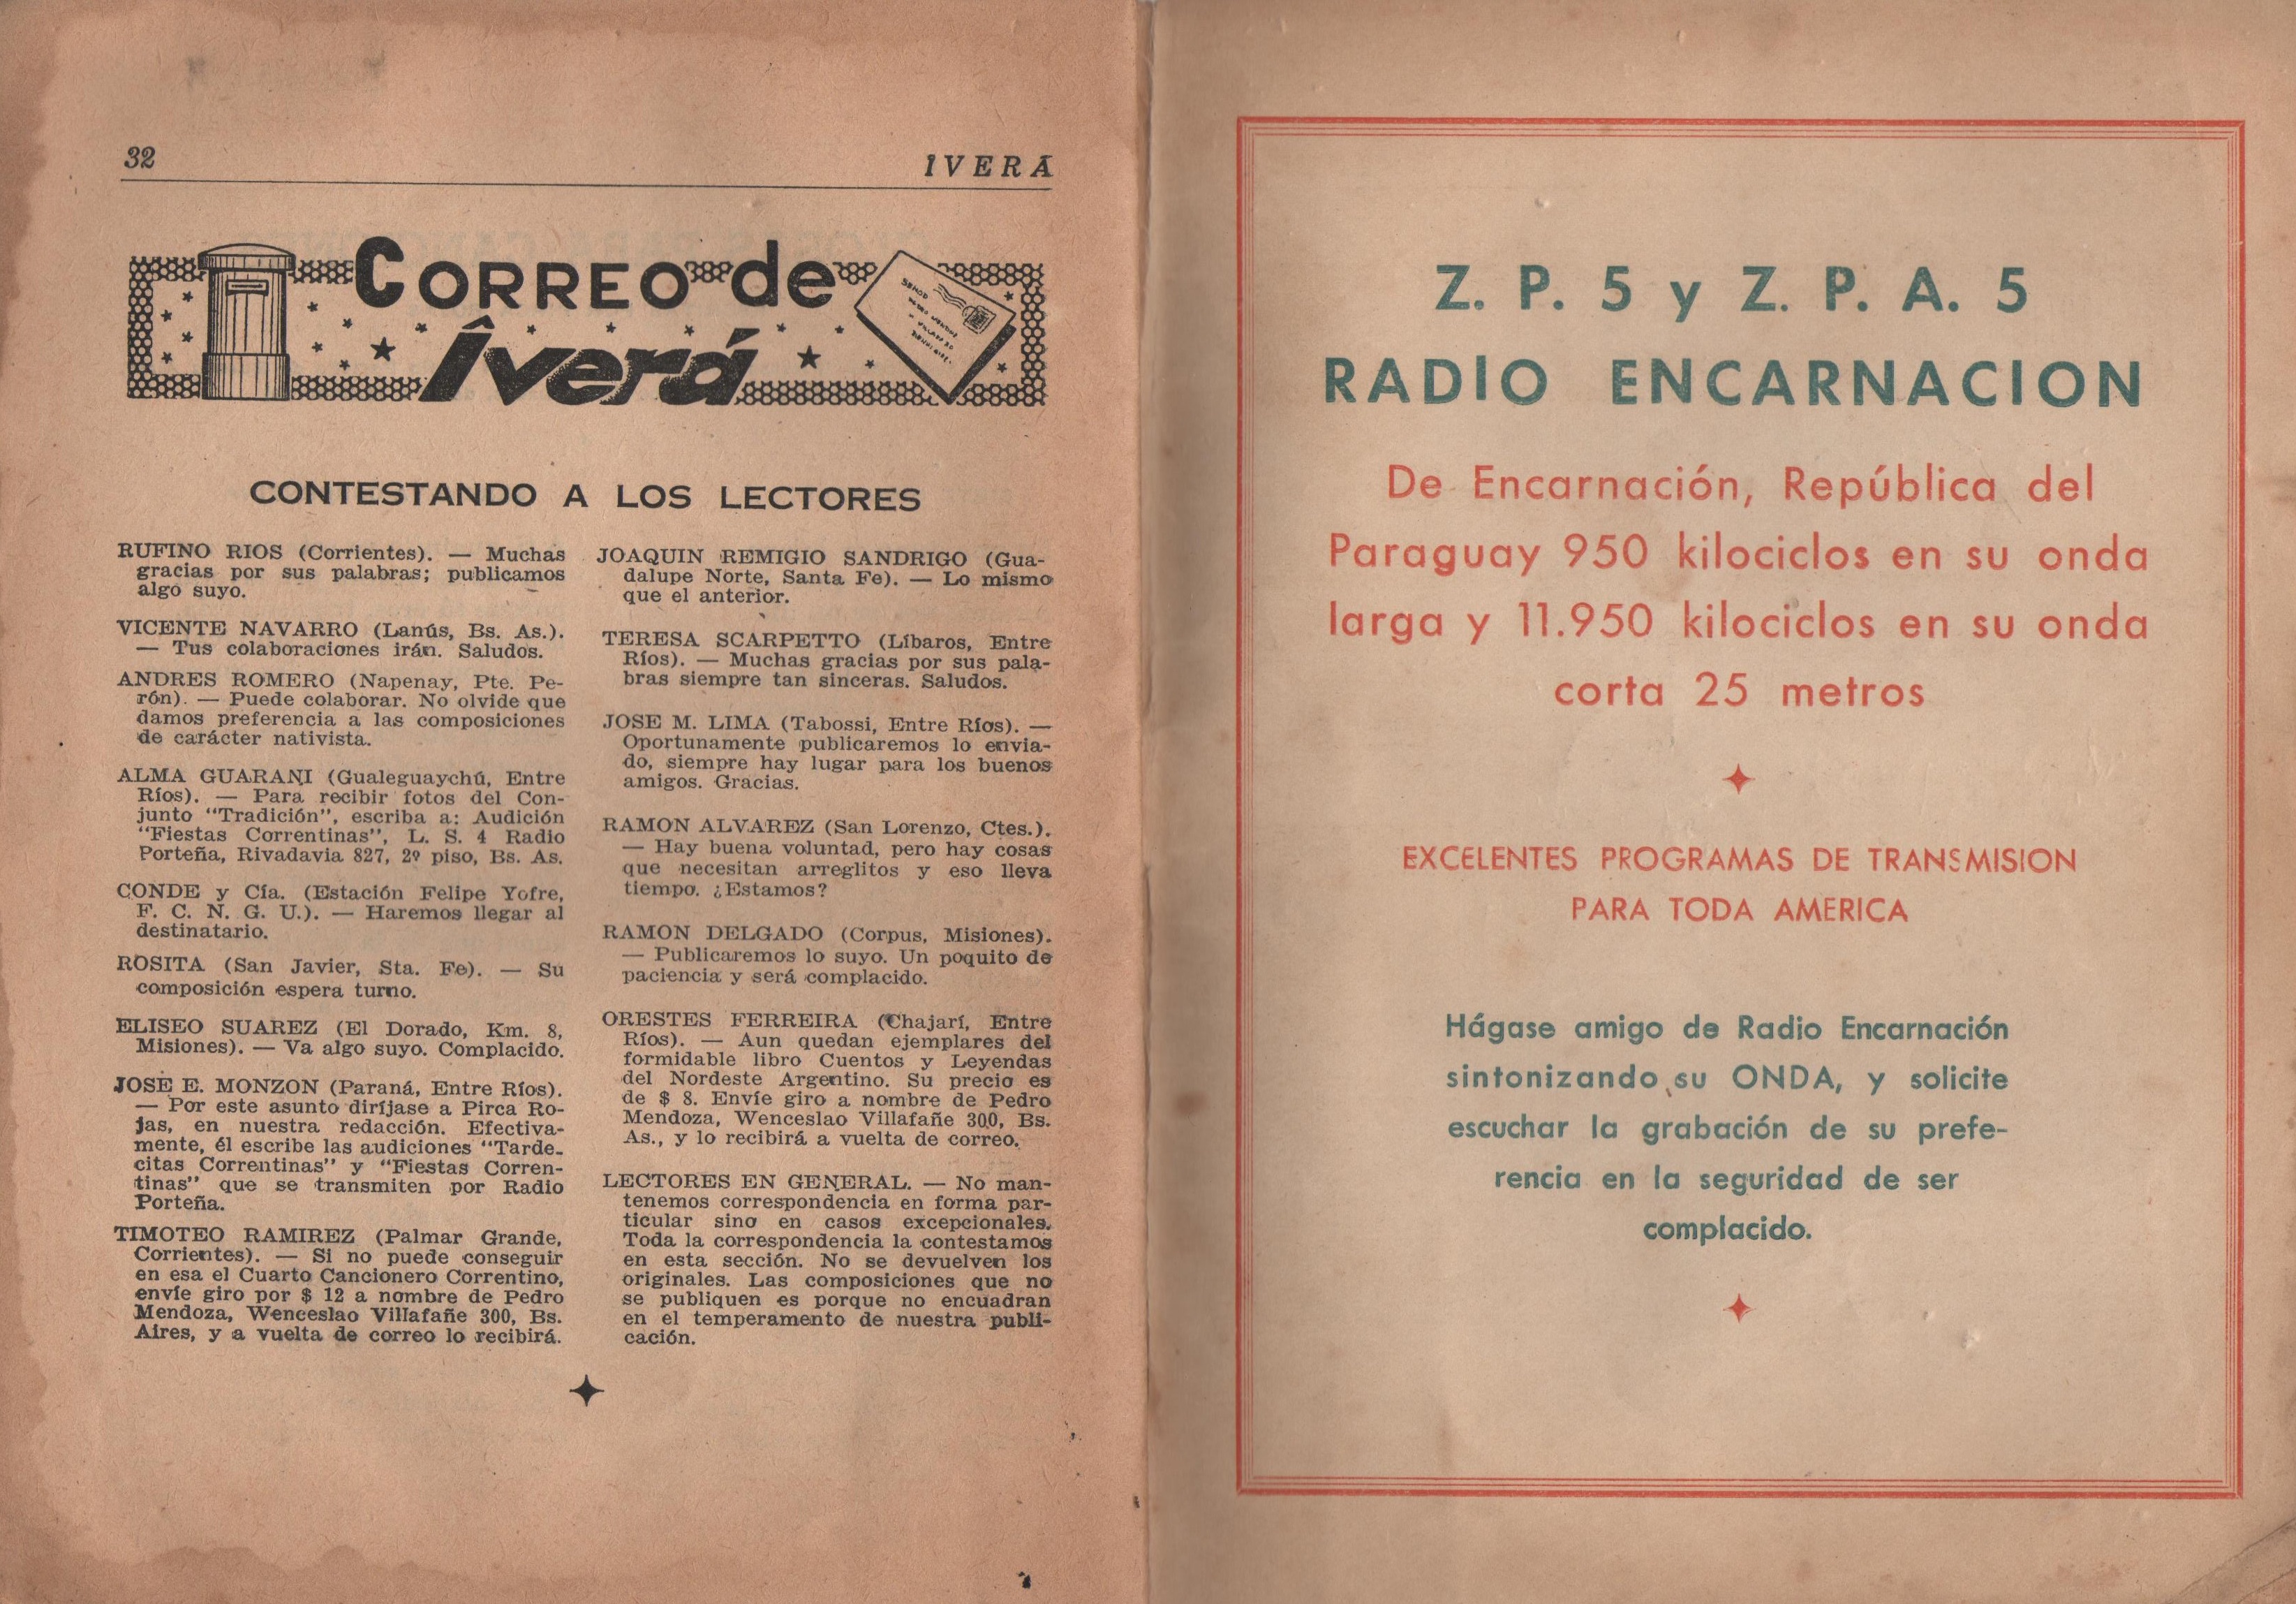 32
IVERÁ
CORREO de
Îverá
CONTESTANDO A LOS LECTORES
RUFINO RIOS (Corrientes). — Muchas
gracias por sus palabras; publicamos
algo suyo.
VICENTE NAVARRO (Lanús, Bs. As.).
— Tus colaboraciones irán. Saludos.
ANDRES ROMERO (Napenay, Pte. Pe-
rón). — Puede colaborar. No olvide que
damos preferencia a las composiciones
de carácter nativista.
ALMA GUARANI (Gualeguaychú, Entre
Ríos). — Para recibir fotos del Con-
junto "Tradición", escriba a: Audición
"Fiestas Correntinas", L. S. 4 Radio
Porteña, Rivadavia 827, 2º piso, Bs. As.
CONDE y Cía. (Estación Felipe Yofre,
F. C. N. G. U.). — Haremos llegar al
destinatario.
ROSITA (San Javier, Sta. Fe). — Su
composición espera turno.
ELISEO SUAREZ (El Dorado, Km. 8,
Misiones). — Va algo suyo. Complacido.
JOSE E. MONZON (Paraná, Entre Ríos).
— Por este asunto diríjase a Pirca Ro-
jas, en nuestra redacción. Efectiva-
mente, él escribe las audiciones "Tarde-
citas Correntinas" y "Fiestas Corren-
tinas" que se transmiten por Radio
Porteña.
TIMOTEO RAMIREZ (Palmar Grande,
Corrientes). — Si no puede conseguir
en esa el Cuarto Cancionero Correntino,
envíe giro por $ 12 a nombre de Pedro
Mendoza, Wenceslao Villafañe 300, Bs.
Aires, y a vuelta de correo lo recibirá.
JOAQUIN REMIGIO SANDRIGO (Gua-
dalupe Norte, Santa Fe). — Lo mismo
que el anterior.
TERESA SCARPETTO (Líbaros, Entre
Ríos). — Muchas gracias por sus pala-
bras siempre tan sinceras. Saludos.
JOSE M. LIMA (Tabossi, Entre Ríos). —
Oportunamente publicaremos lo envia-
do, siempre hay lugar para los buenos
amigos. Gracias.
RAMON ALVAREZ (San Lorenzo, Ctes.).
— Hay buena voluntad, pero hay cosas
que necesitan arreglitos y eso lleva
tiempo. ¿Estamos?
RAMON DELGADO (Corpus, Misiones).
— Publicaremos lo suyo. Un poquito de
paciencia y será complacido.
ORESTES FERREIRA (Chajarí, Entre
Ríos). — Aun quedan ejemplares del
formidable libro Cuentos y Leyendas
del Nordeste Argentino. Su precio es
de $ 8. Envíe giro a nombre de Pedro
Mendoza, Wenceslao Villafañe 300, Bs.
As., y lo recibirá a vuelta de correo.
LECTORES EN GENERAL. — No man-
tenemos correspondencia en forma par-
ticular sino en casos excepcionales.
Toda la correspondencia la contestamos
en esta sección. No se devuelven los
originales. Las composiciones que no
se publiquen es porque no encuadran
en el temperamento de nuestra publi-
cación.
Z. P. 5 y Z. P. A. 5
RADIO ENCARNACION
De Encarnación, República del
Paraguay 950 kilociclos en su onda
larga y 11.950 kilociclos en su onda
corta 25 metros
EXCELENTES PROGRAMAS DE TRANSMISION
PARA TODA AMERICA
Hágase amigo de Radio Encarnación
sintonizando su ONDA, y solicite
escuchar la grabación de su prefe-
rencia en la seguridad de ser
complacido.